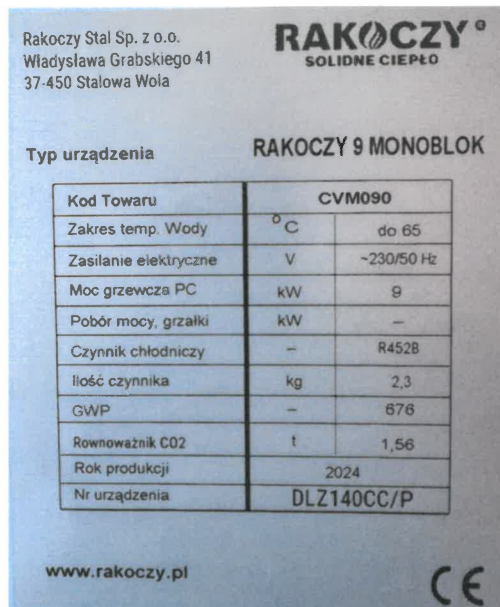 Rakoczy Stal Sp. z o.o.
Władysława Grabskiego 41
37-450 Stalowa Wola
RAKOCZY
SOLIDNE CIEPŁO
Typ urządzenia RAKOCZY 9 MONOBLOK
Kod Towaru CVM090
Zakres temp. Wody °C do 65
Zasilanie elektryczne V ~230/50 Hz
Moc grzewcza PC kW 9
Pobór mocy, grzałki kW –
Czynnik chłodniczy – R452B
Ilość czynnika kg 2,3
GWP – 676
Rownoważnik CO2 t 1,56
Rok produkcji 2024
Nr urządzenia DLZ140CC/P
www.rakoczy.pl CE